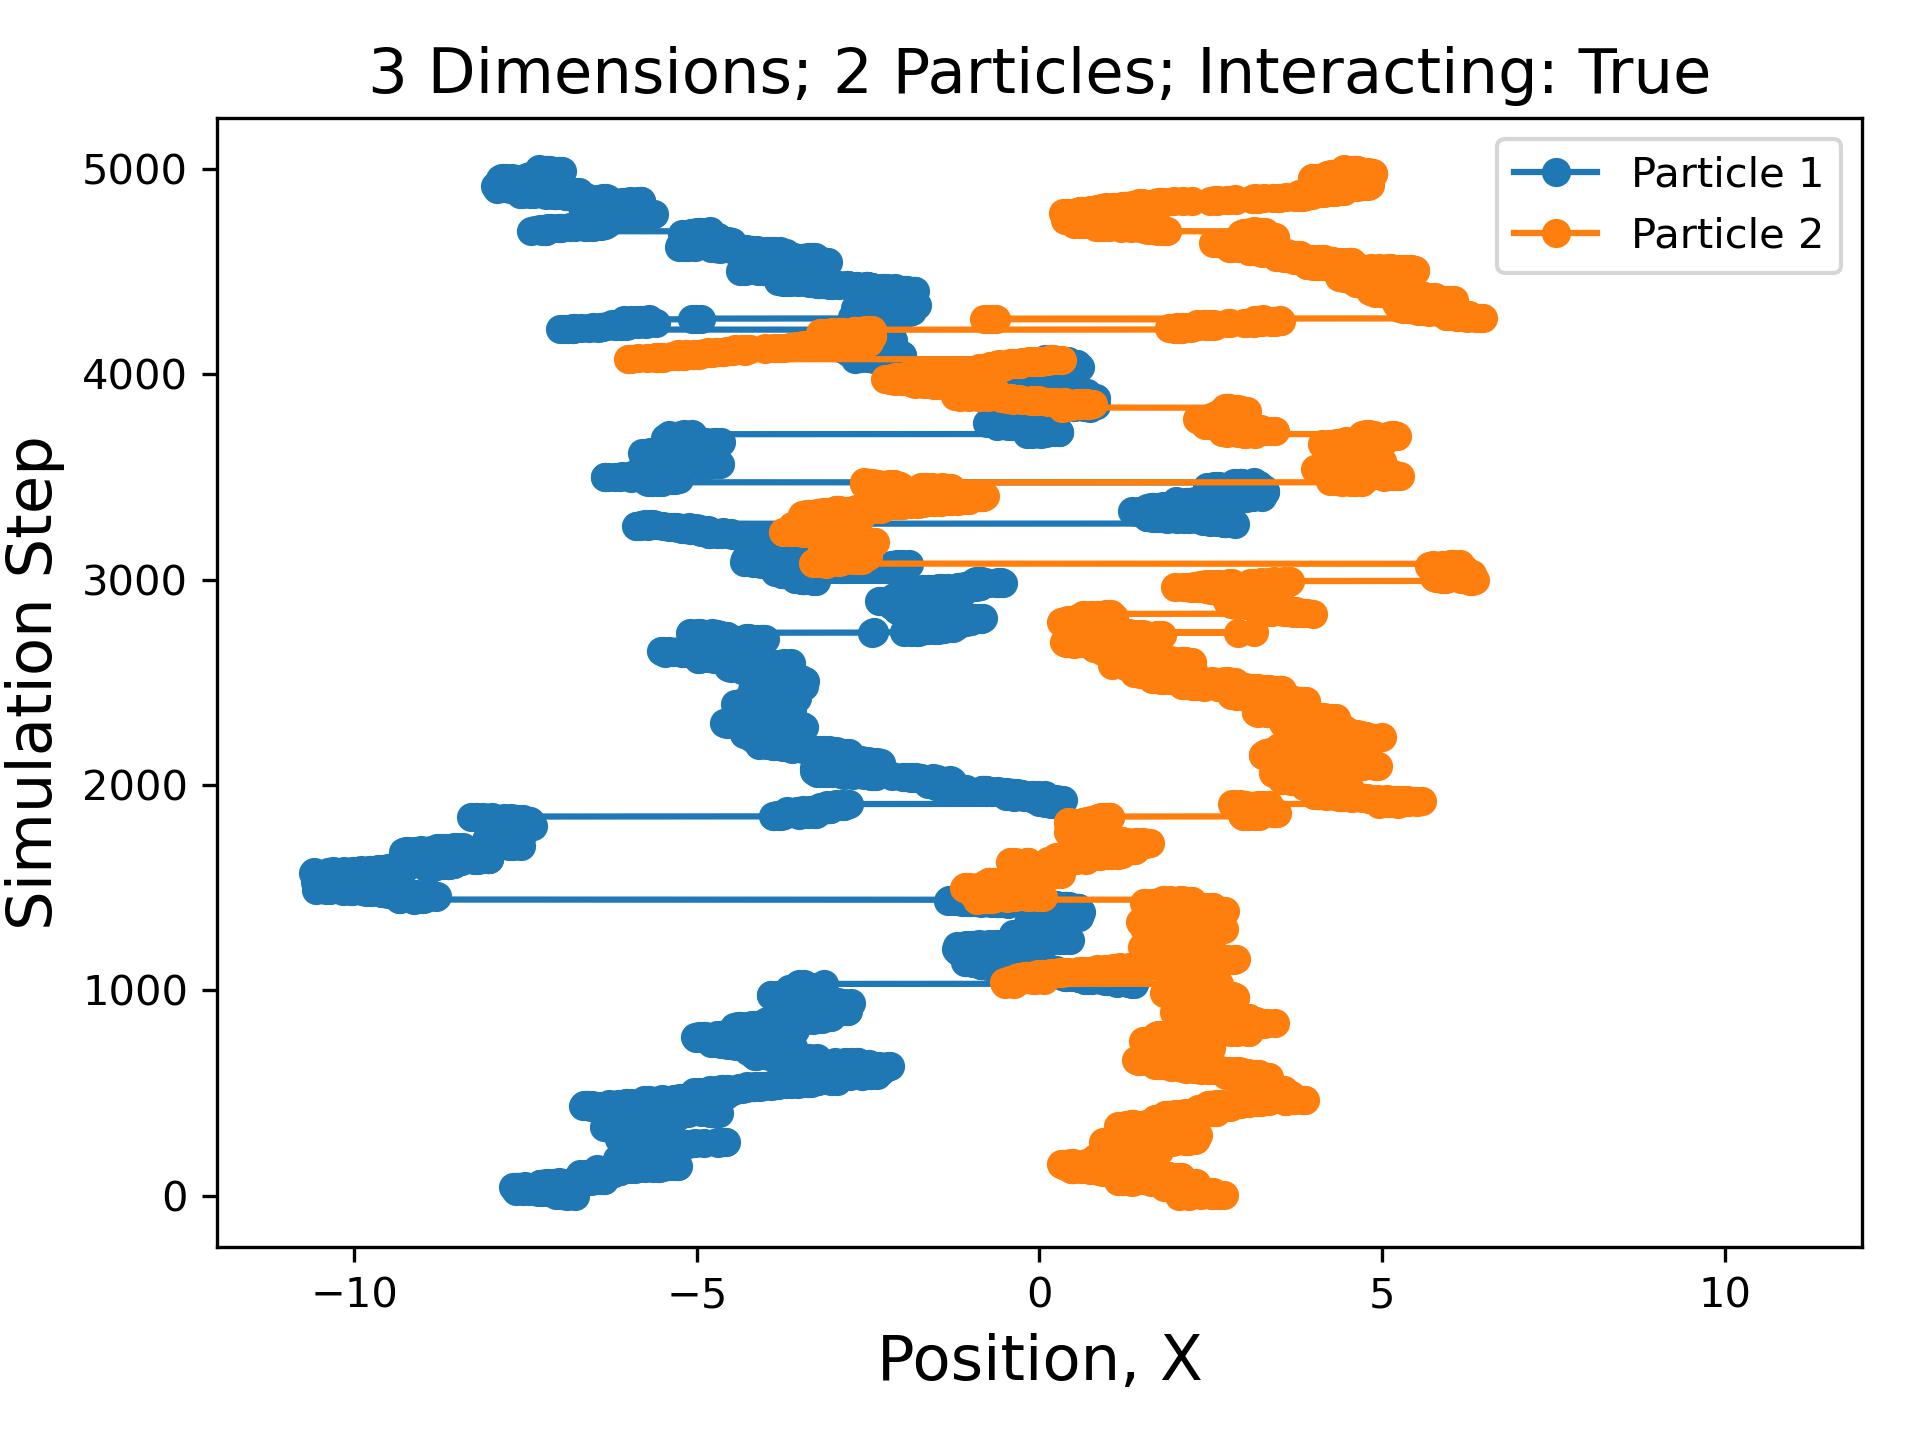 3 Dimensions; 2 Particles; Interacting: True
Particle 1
Particle 2
5000
4000
3000
2000
1000
0
Simulation Step
−10
−5
0
5
10
Position, X